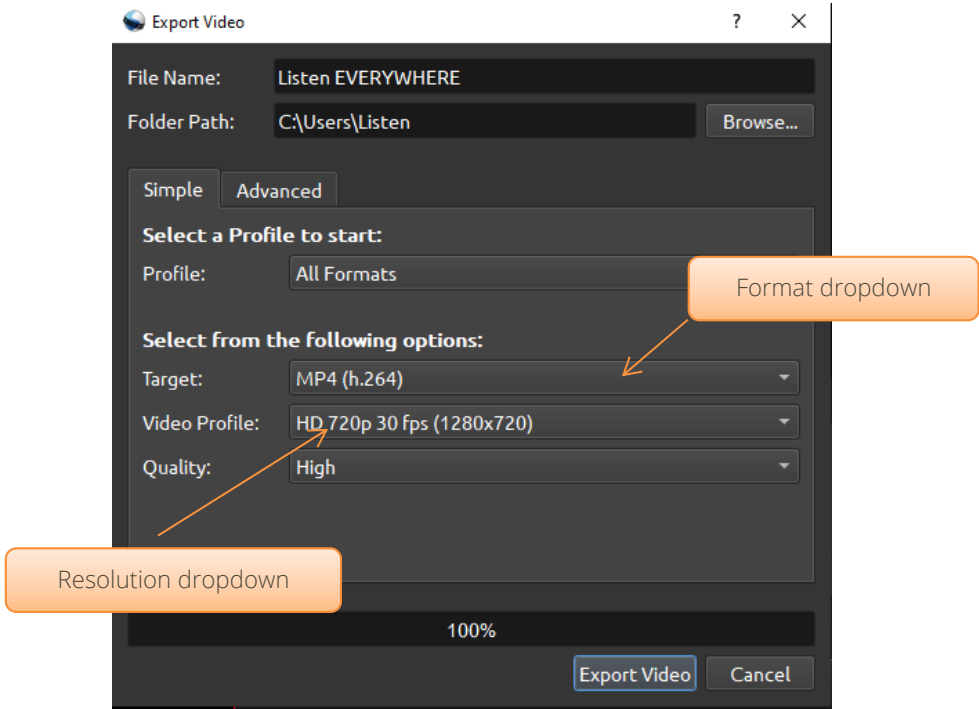 Export Video
?
File Name:
Listen EVERYWHERE
Folder Path:
C:\Users\Listen
Browse...
Simple
Advanced
Select a Profile to start:
Profile:
All Formats
Format dropdown
Select from the following options:
Target:
MP4 (h.264)
Video Profile:
HD 720p 30 fps (1280x720)
Quality:
High
Resolution dropdown
100%
Export Video
Cancel